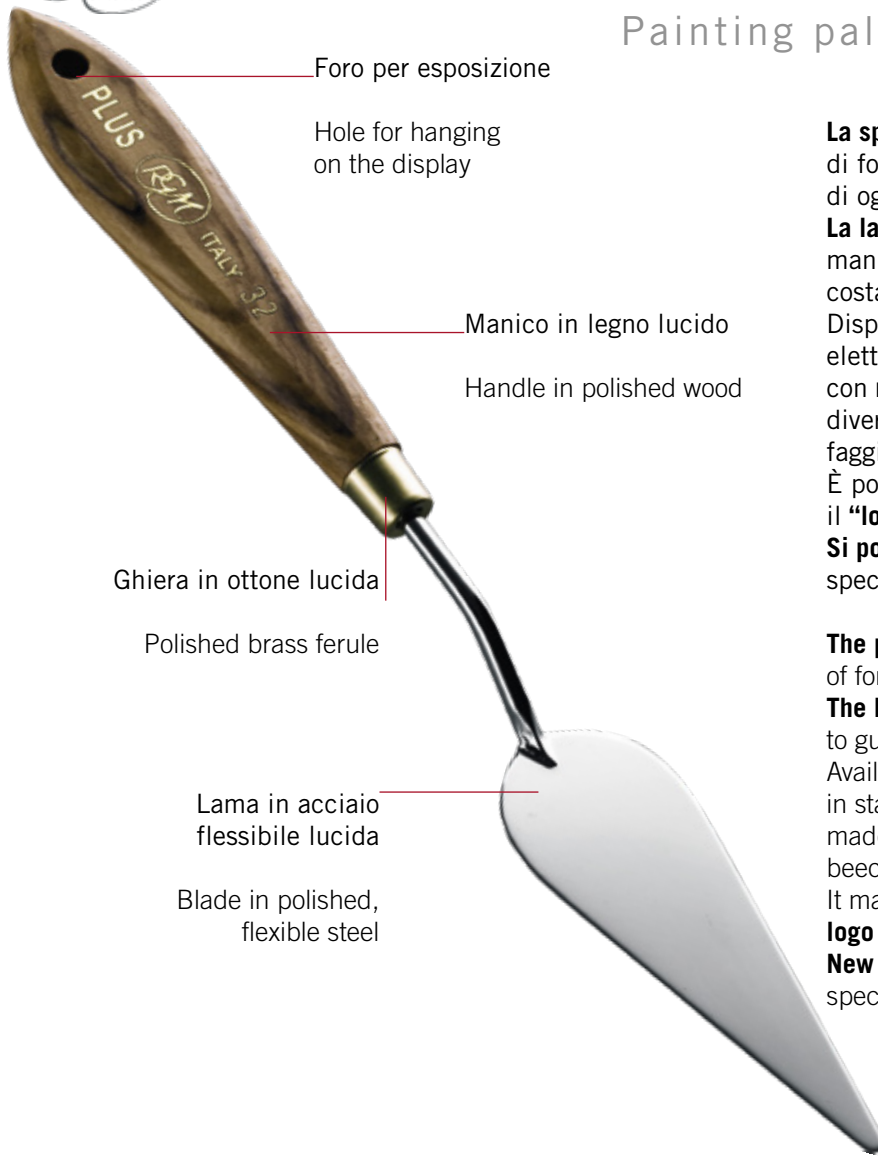 Painting pal
Foro per esposizione
Hole for hanging
on the display
PLUS
RGM
ITALY 32
Manico in legno lucido
Handle in polished wood
Ghiera in ottone lucida
Polished brass ferule
Lama in acciaio
flessibile lucida
Blade in polished,
flexible steel
La sp
di fo
di og
La la
man
costa
Disp
elett
con r
diver
faggi
È po
il “lo
Si po
spec
The p
of for
The l
to gu
Avail
in sta
made
beec
It ma
logo
New
spec